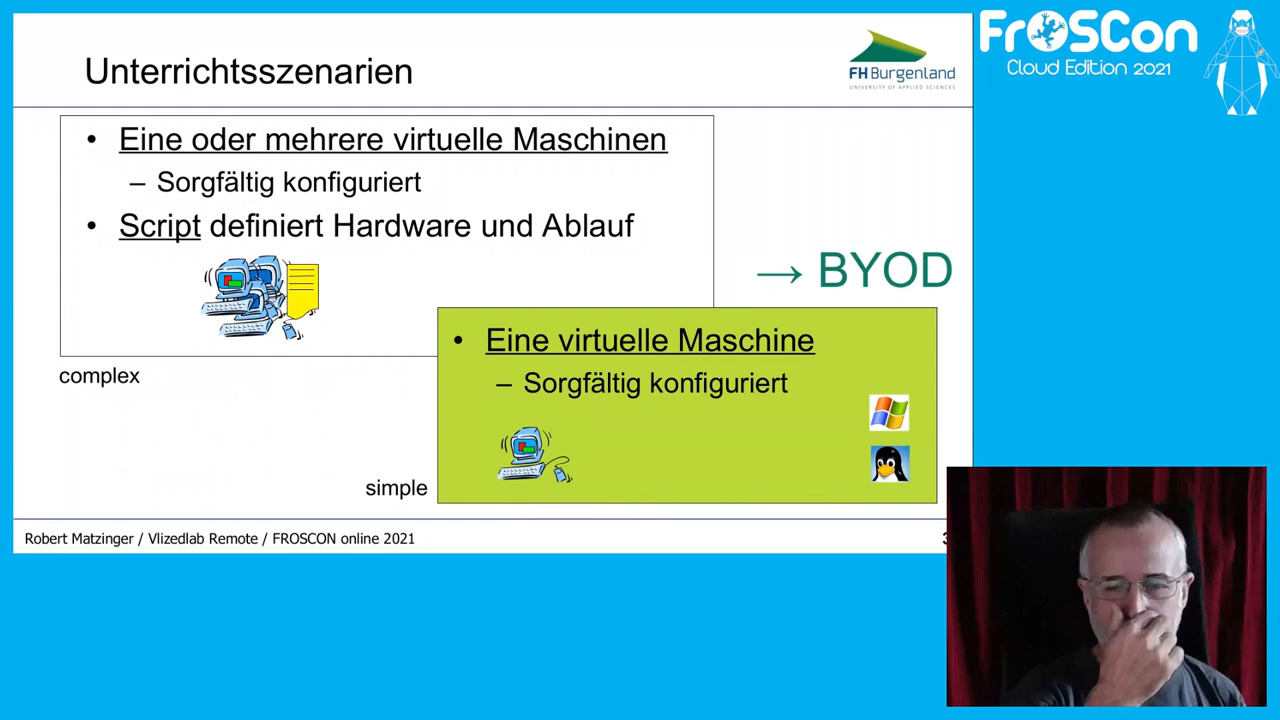 FrOSCon
Cloud Edition 2021
Unterrichtsszenarien
FH Burgenland
UNIVERSITY OF APPLIED SCIENCES
• Eine oder mehrere virtuelle Maschinen
– Sorgfältig konfiguriert
• Script definiert Hardware und Ablauf
→ BYOD
complex
• Eine virtuelle Maschine
– Sorgfältig konfiguriert
simple
Robert Matzinger / Vlizedlab Remote / FROSCON online 2021